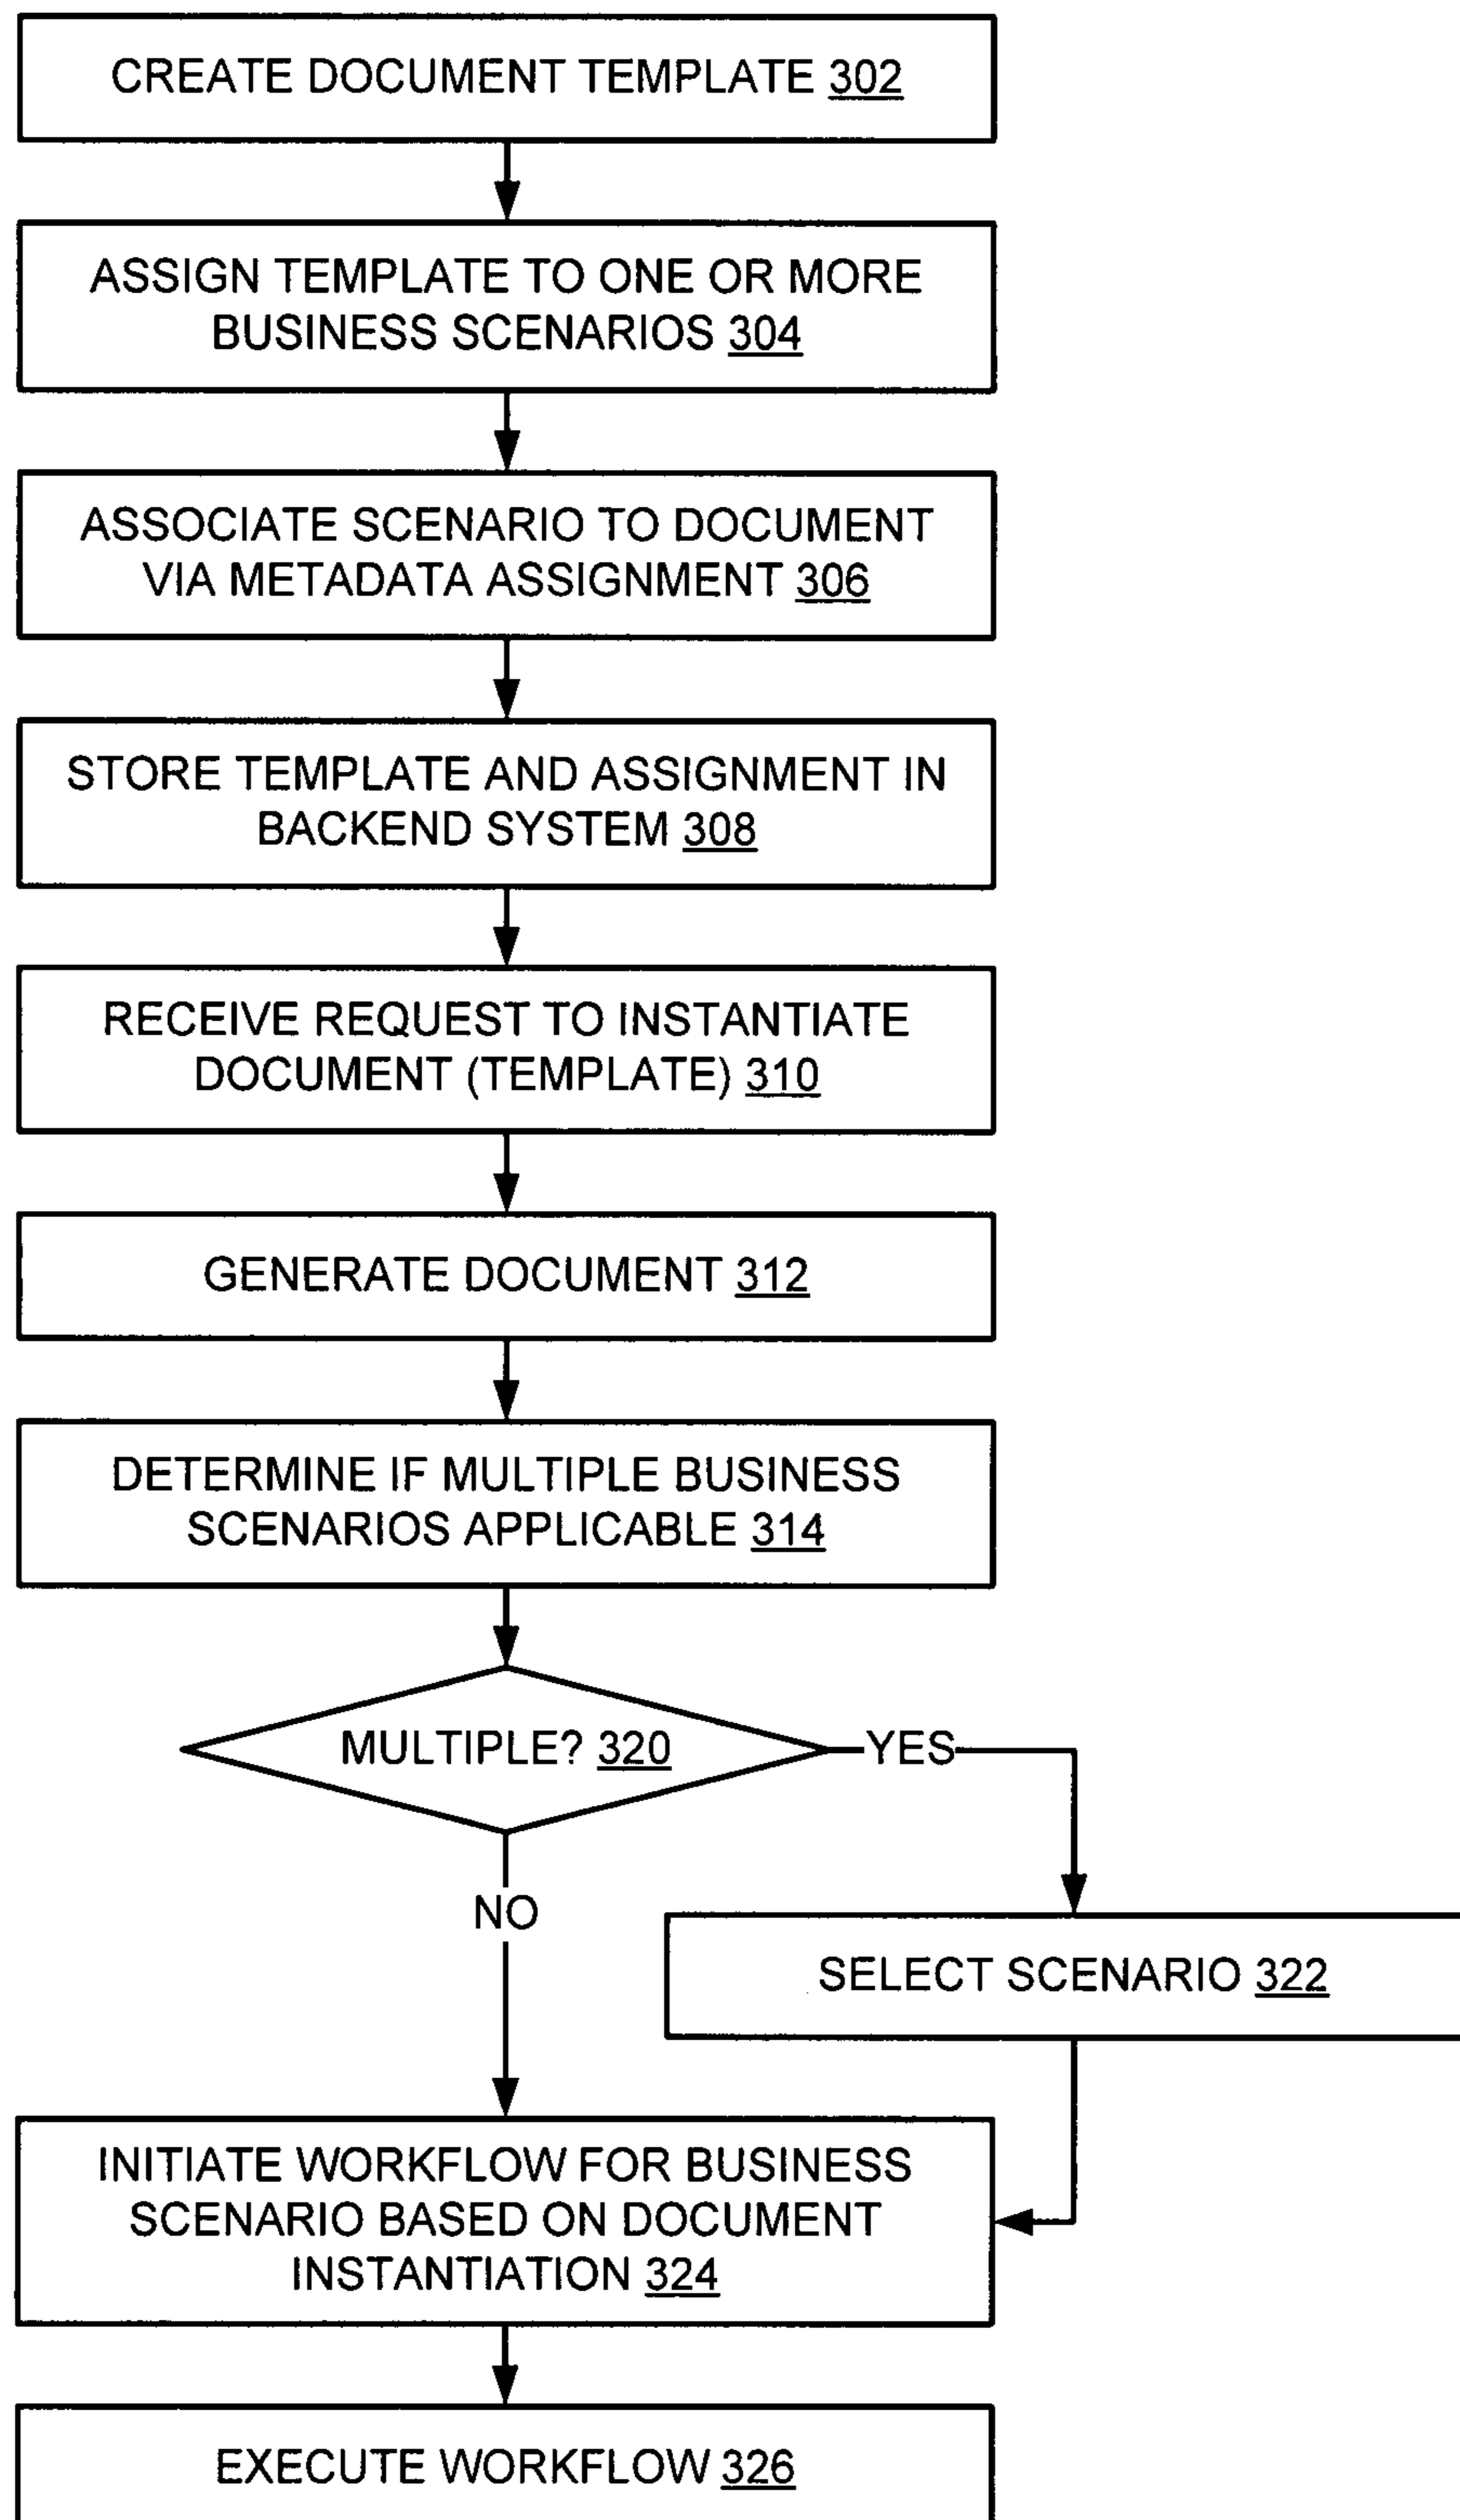 CREATE DOCUMENT TEMPLATE 302
ASSIGN TEMPLATE TO ONE OR MORE
BUSINESS SCENARIOS 304
ASSOCIATE SCENARIO TO DOCUMENT
VIA METADATA ASSIGNMENT 306
STORE TEMPLATE AND ASSIGNMENT IN
BACKEND SYSTEM 308
RECEIVE REQUEST TO INSTANTIATE
DOCUMENT (TEMPLATE) 310
GENERATE DOCUMENT 312
DETERMINE IF MULTIPLE BUSINESS
SCENARIOS APPLICABLE 314
MULTIPLE? 320
YES
NO
SELECT SCENARIO 322
INITIATE WORKFLOW FOR BUSINESS
SCENARIO BASED ON DOCUMENT
INSTANTIATION 324
EXECUTE WORKFLOW 326